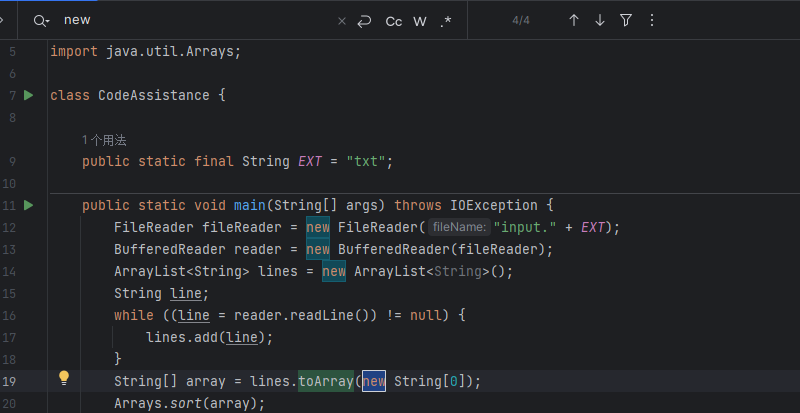 new × Cc W .* 4/4
5 import java.util.Arrays;
6
7 class CodeAssistance {
8
1 个用法
9 public static final String EXT = "txt";
10
11 public static void main(String[] args) throws IOException {
12 FileReader fileReader = new FileReader( fileName: "input." + EXT);
13 BufferedReader reader = new BufferedReader(fileReader);
14 ArrayList<String> lines = new ArrayList<String>();
15 String line;
16 while ((line = reader.readLine()) != null) {
17 lines.add(line);
18 }
19 String[] array = lines.toArray(new String[0]);
20 Arrays.sort(array);